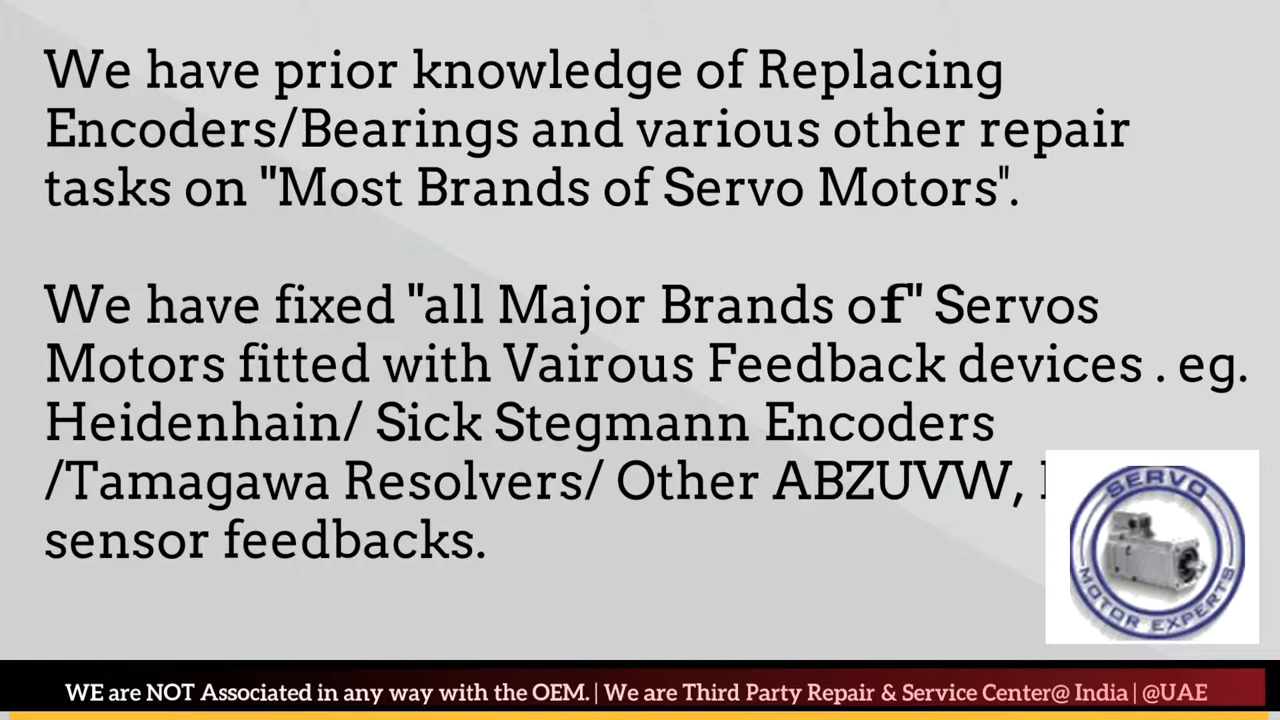 We have prior knowledge of Replacing
Encoders/Bearings and various other repair
tasks on "Most Brands of Servo Motors".
We have fixed "all Major Brands of" Servos
Motors fitted with Vairous Feedback devices . eg.
Heidenhain/ Sick Stegmann Encoders
/Tamagawa Resolvers/ Other ABZUVW,
sensor feedbacks.
SERVO
MOTOR EXPERTS
WE are NOT Associated in any way with the OEM. | We are Third Party Repair & Service Center@ India | @UAE